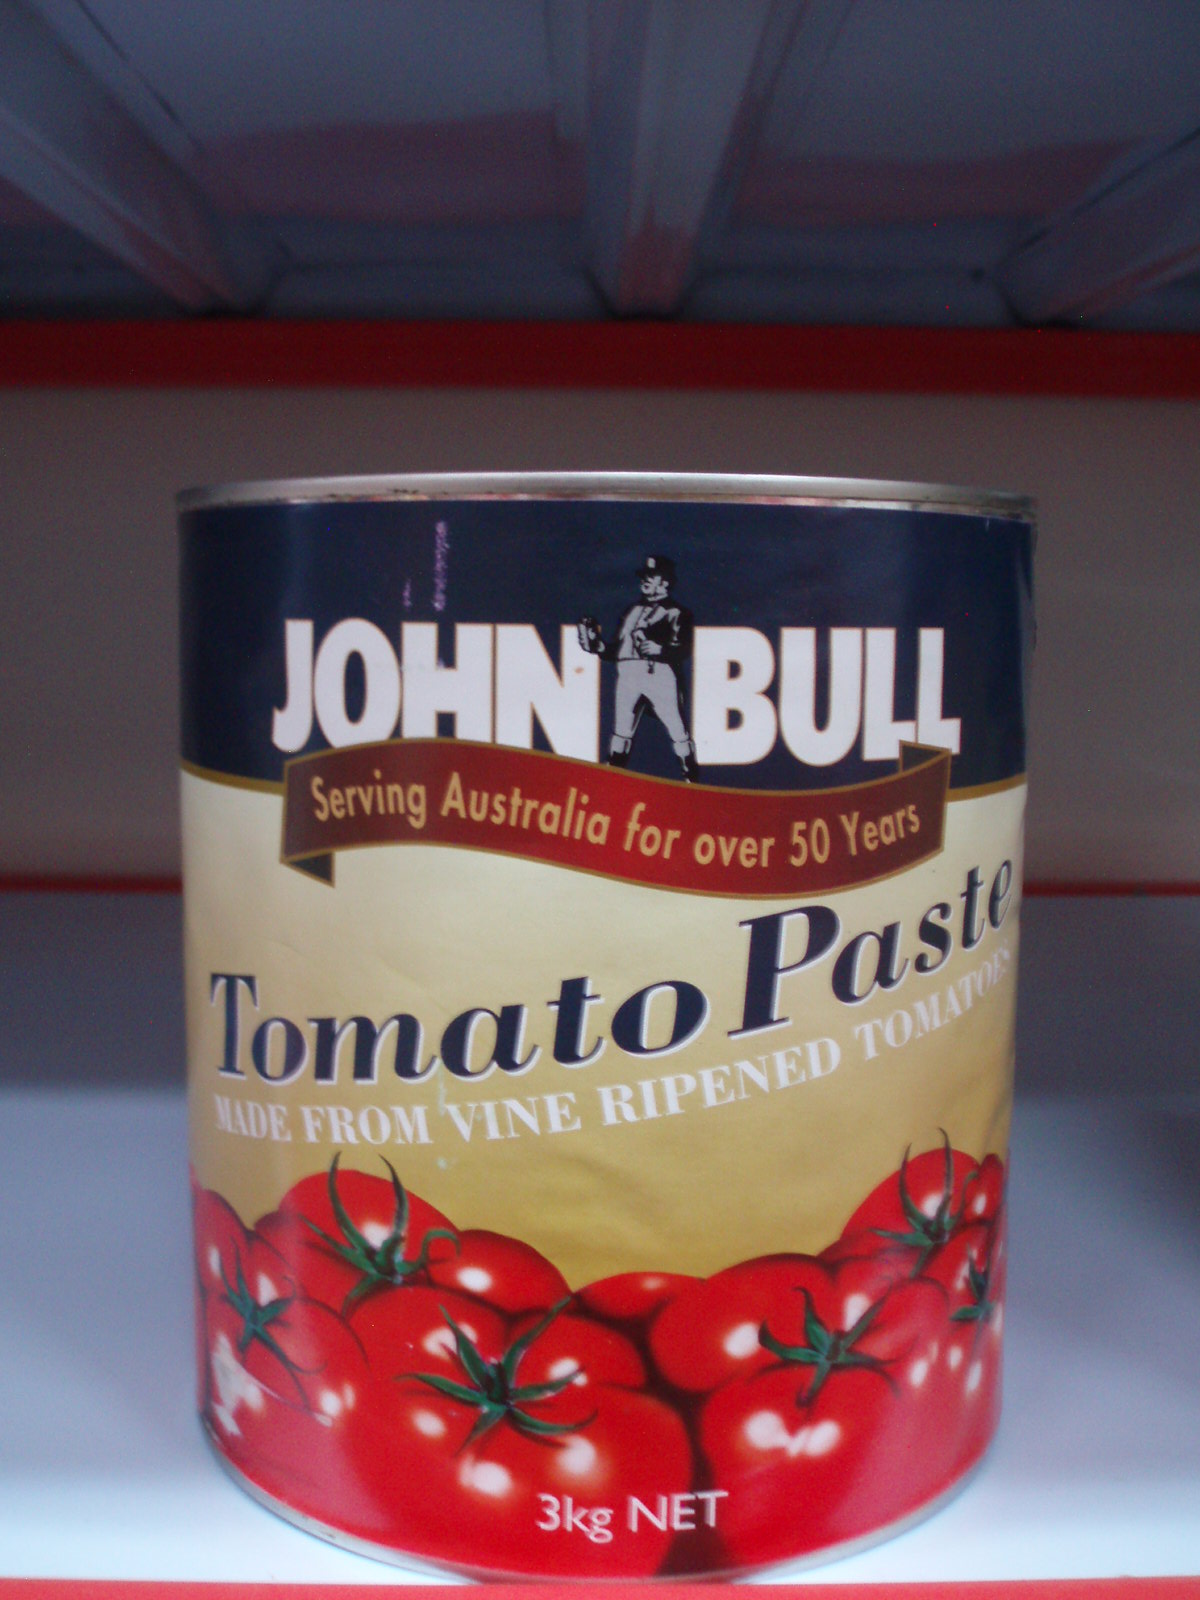 JOHN BULL
Serving Australia for over 50 Years
Tomato Paste
MADE FROM VINE RIPENED TOMATOES
3kg NET